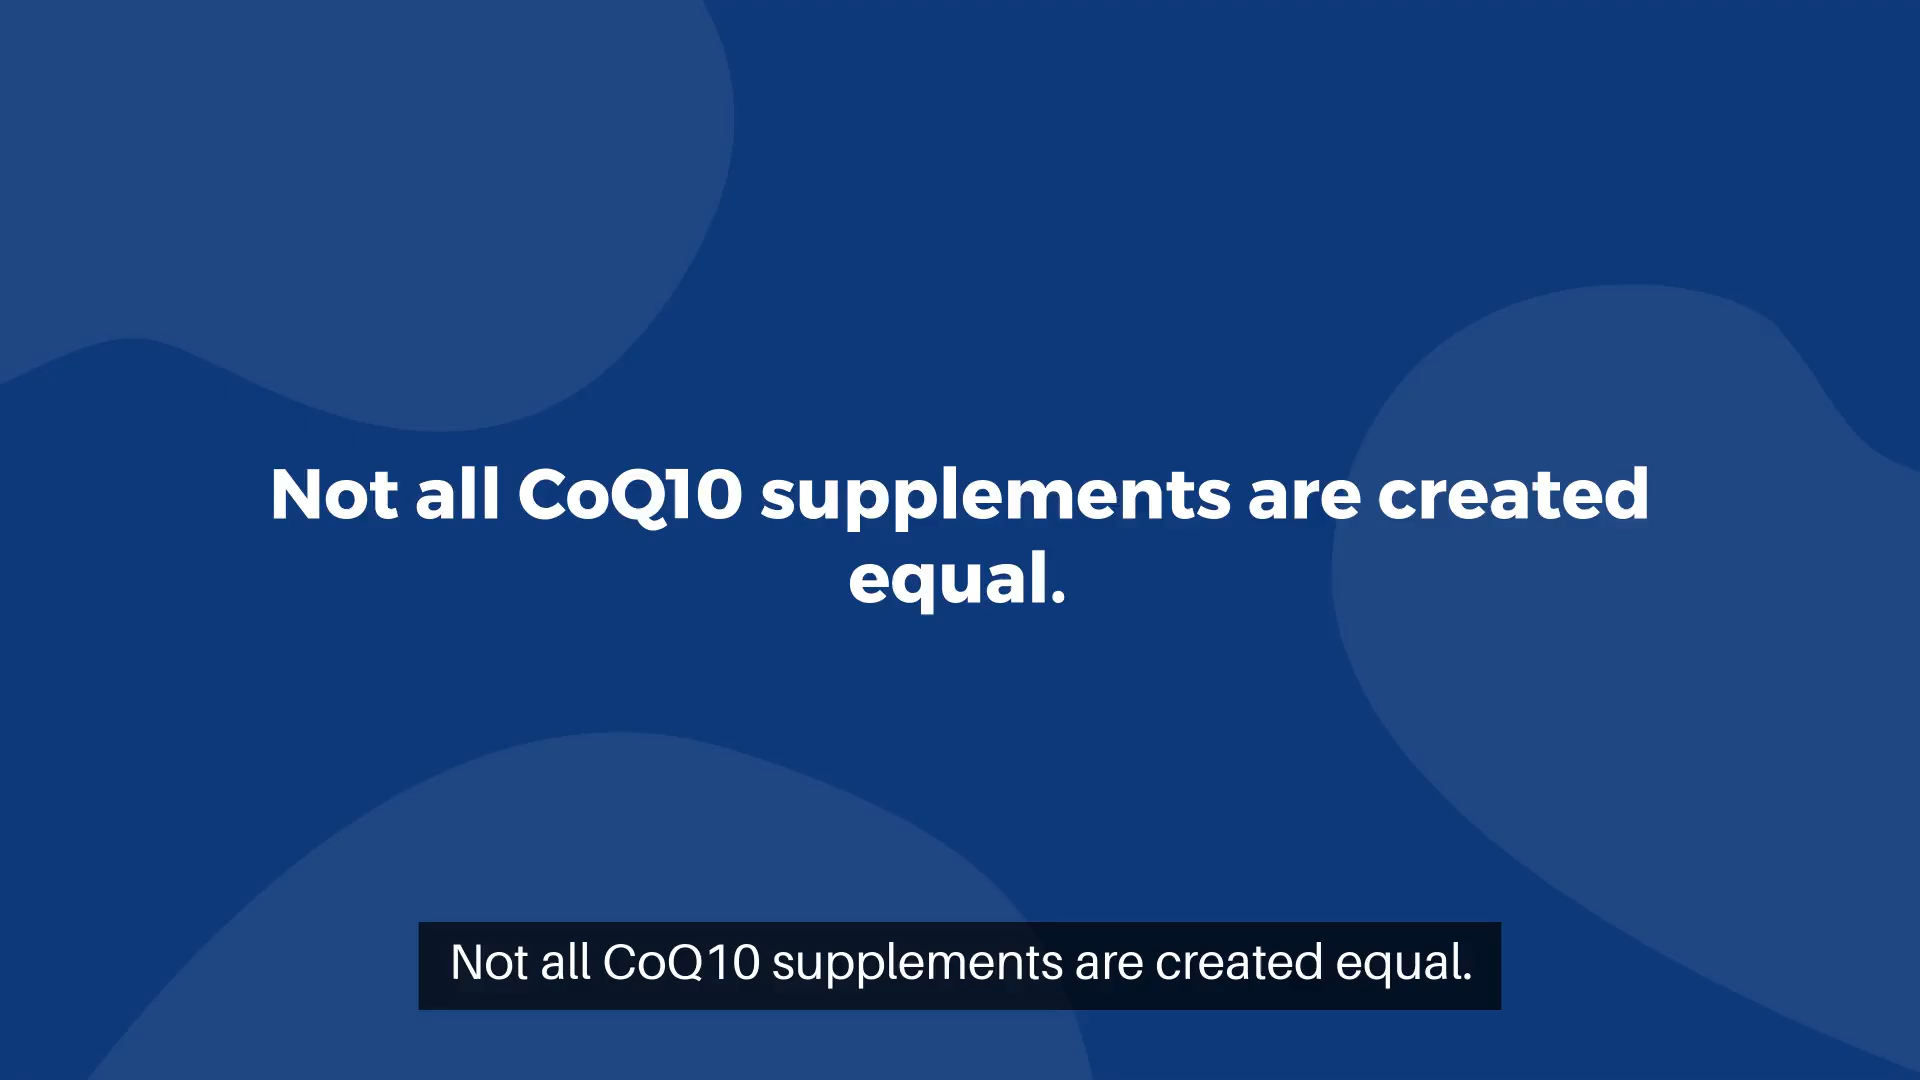 Not all CoQ10 supplements are created
equal.
Not all CoQ10 supplements are created equal.